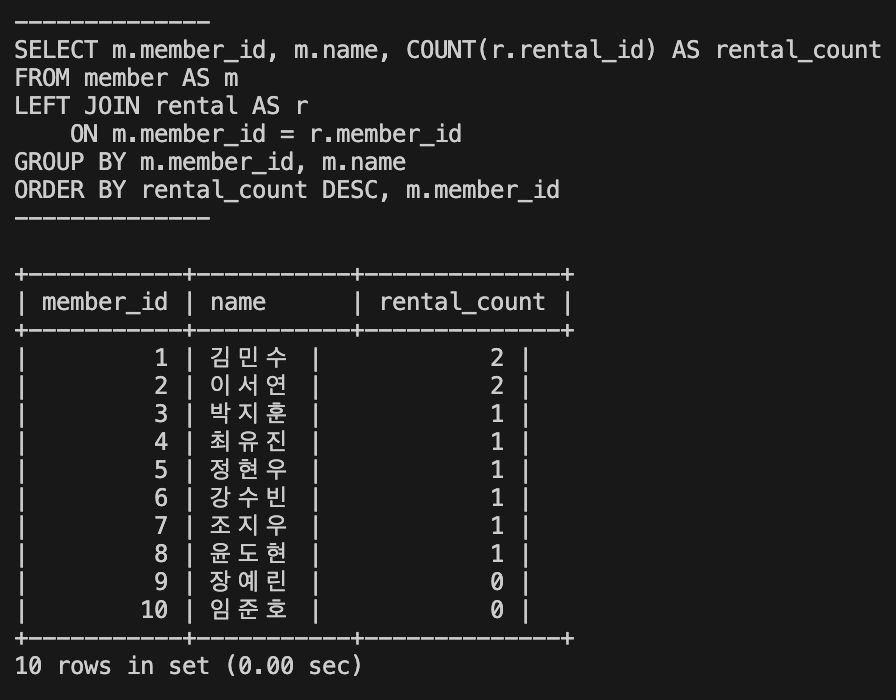 --------------
SELECT m.member_id, m.name, COUNT(r.rental_id) AS rental_count
FROM member AS m
LEFT JOIN rental AS r
    ON m.member_id = r.member_id
GROUP BY m.member_id, m.name
ORDER BY rental_count DESC, m.member_id
--------------

+-----------+-----------+--------------+
| member_id | name      | rental_count |
+-----------+-----------+--------------+
|         1 | 김민수 |            2 |
|         2 | 이서연 |            2 |
|         3 | 박지훈 |            1 |
|         4 | 최유진 |            1 |
|         5 | 정현우 |            1 |
|         6 | 강수빈 |            1 |
|         7 | 조지우 |            1 |
|         8 | 윤도현 |            1 |
|         9 | 장예린 |            0 |
|        10 | 임준호 |            0 |
+-----------+-----------+--------------+
10 rows in set (0.00 sec)